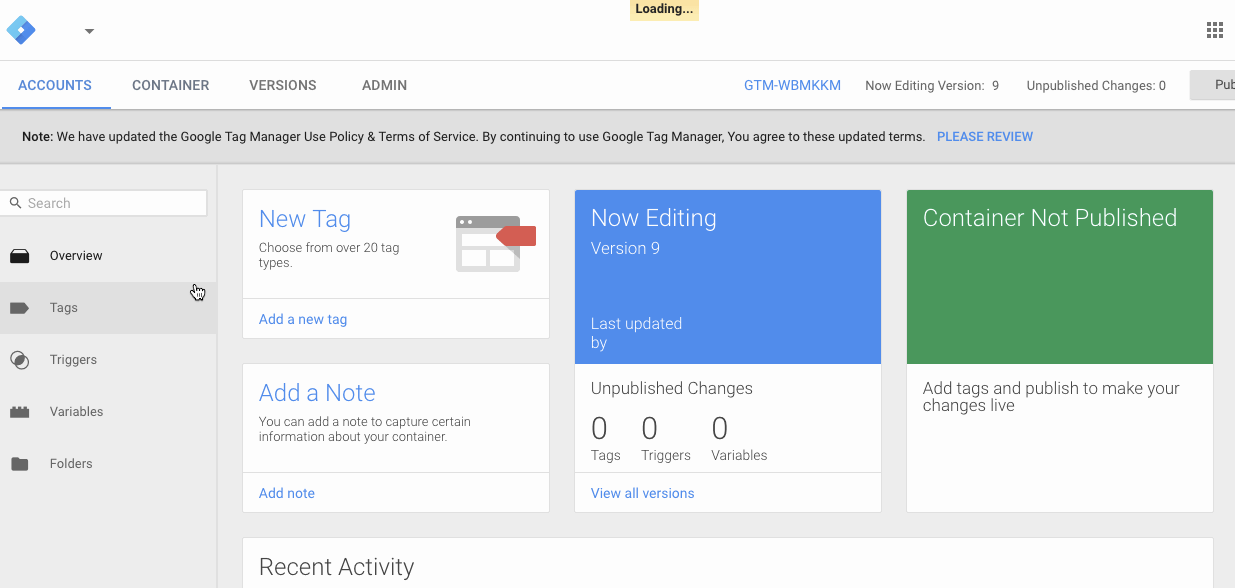 Loading...
ACCOUNTS CONTAINER VERSIONS ADMIN GTM-WBMKKM Now Editing Version: 9 Unpublished Changes: 0 Pub
Note: We have updated the Google Tag Manager Use Policy & Terms of Service. By continuing to use Google Tag Manager, You agree to these updated terms. PLEASE REVIEW
Search
Overview
Tags
Triggers
Variables
Folders
New Tag
Choose from over 20 tag
types.
Add a new tag
Add a Note
You can add a note to capture certain
information about your container.
Add note
Now Editing
Version 9
Last updated
by
Unpublished Changes
0 0 0
Tags Triggers Variables
View all versions
Container Not Published
Add tags and publish to make your
changes live
Recent Activity